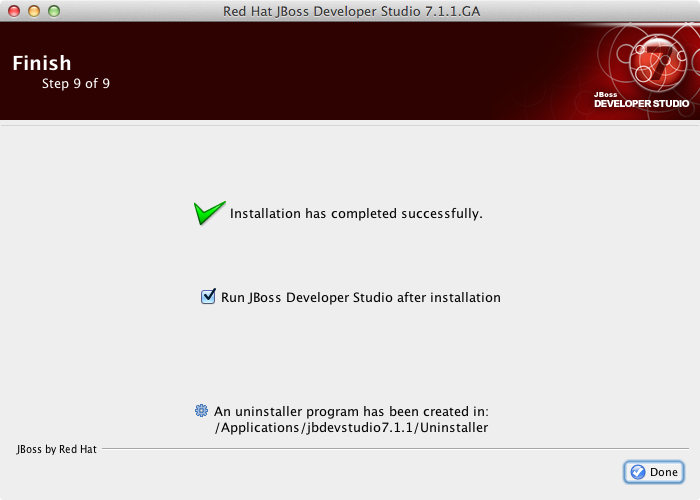 Red Hat JBoss Developer Studio 7.1.1.GA
Finish
Step 9 of 9
7
JBoss
DEVELOPER STUDIO
Installation has completed successfully.
Run JBoss Developer Studio after installation
An uninstaller program has been created in:
/Applications/jbdevstudio7.1.1/Uninstaller
JBoss by Red Hat
Done